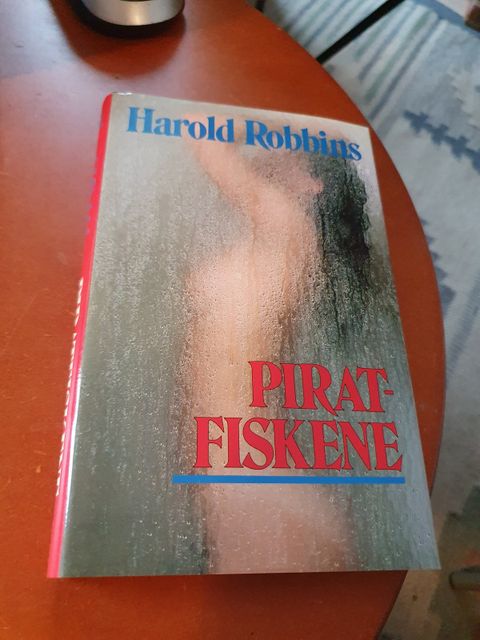 Harold Robbins
PIRAT-
FISKENE